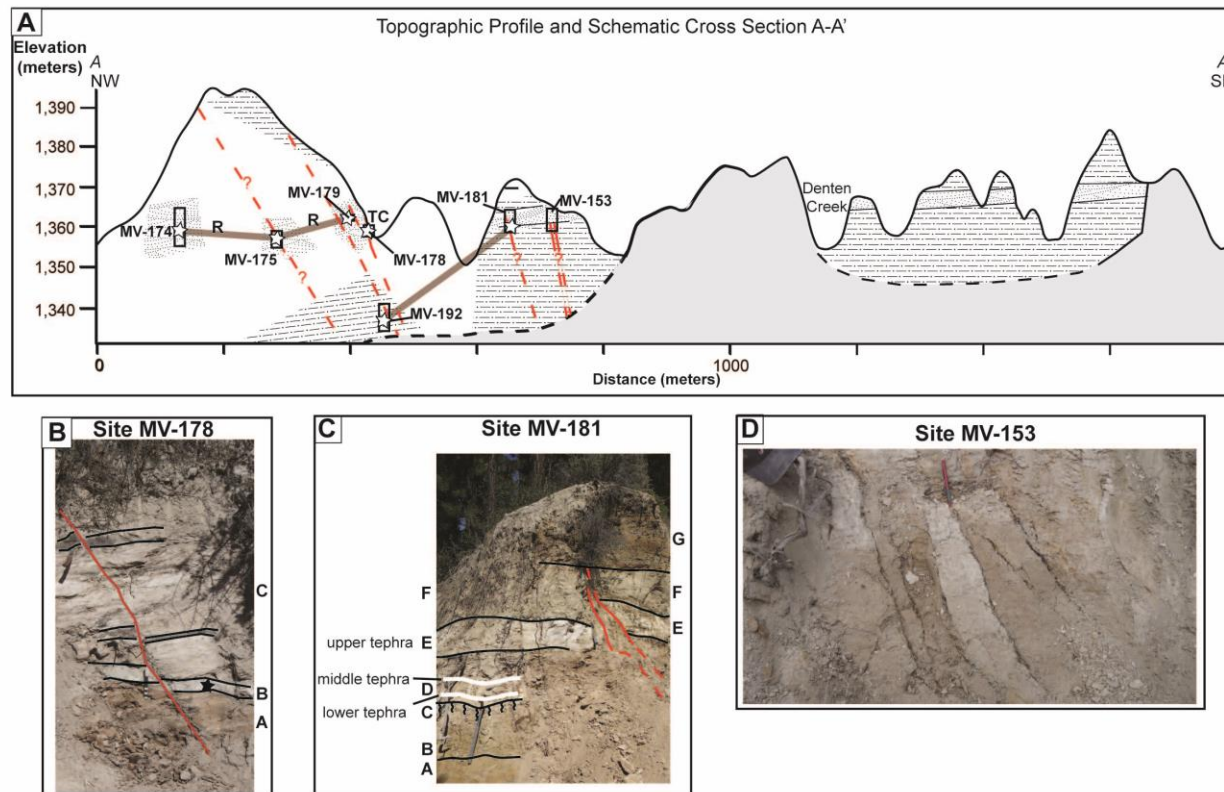 A
Topographic Profile and Schematic Cross Section A-A'
Elevation
(meters)
A
NW
A
1,390
1,380
1,370
1,360
1,350
1,340
MV-179
MV-181
MV-153
TC
?
MV-174
R
R
MV-175
MV-178
?
?
?
MV-192
Denten
Creek
0
1000
Distance (meters)
B
Site MV-178
C
B
A
C
Site MV-181
G
F
F
E
E
upper tephra
middle tephra
D
lower tephra
C
B
A
D
Site MV-153